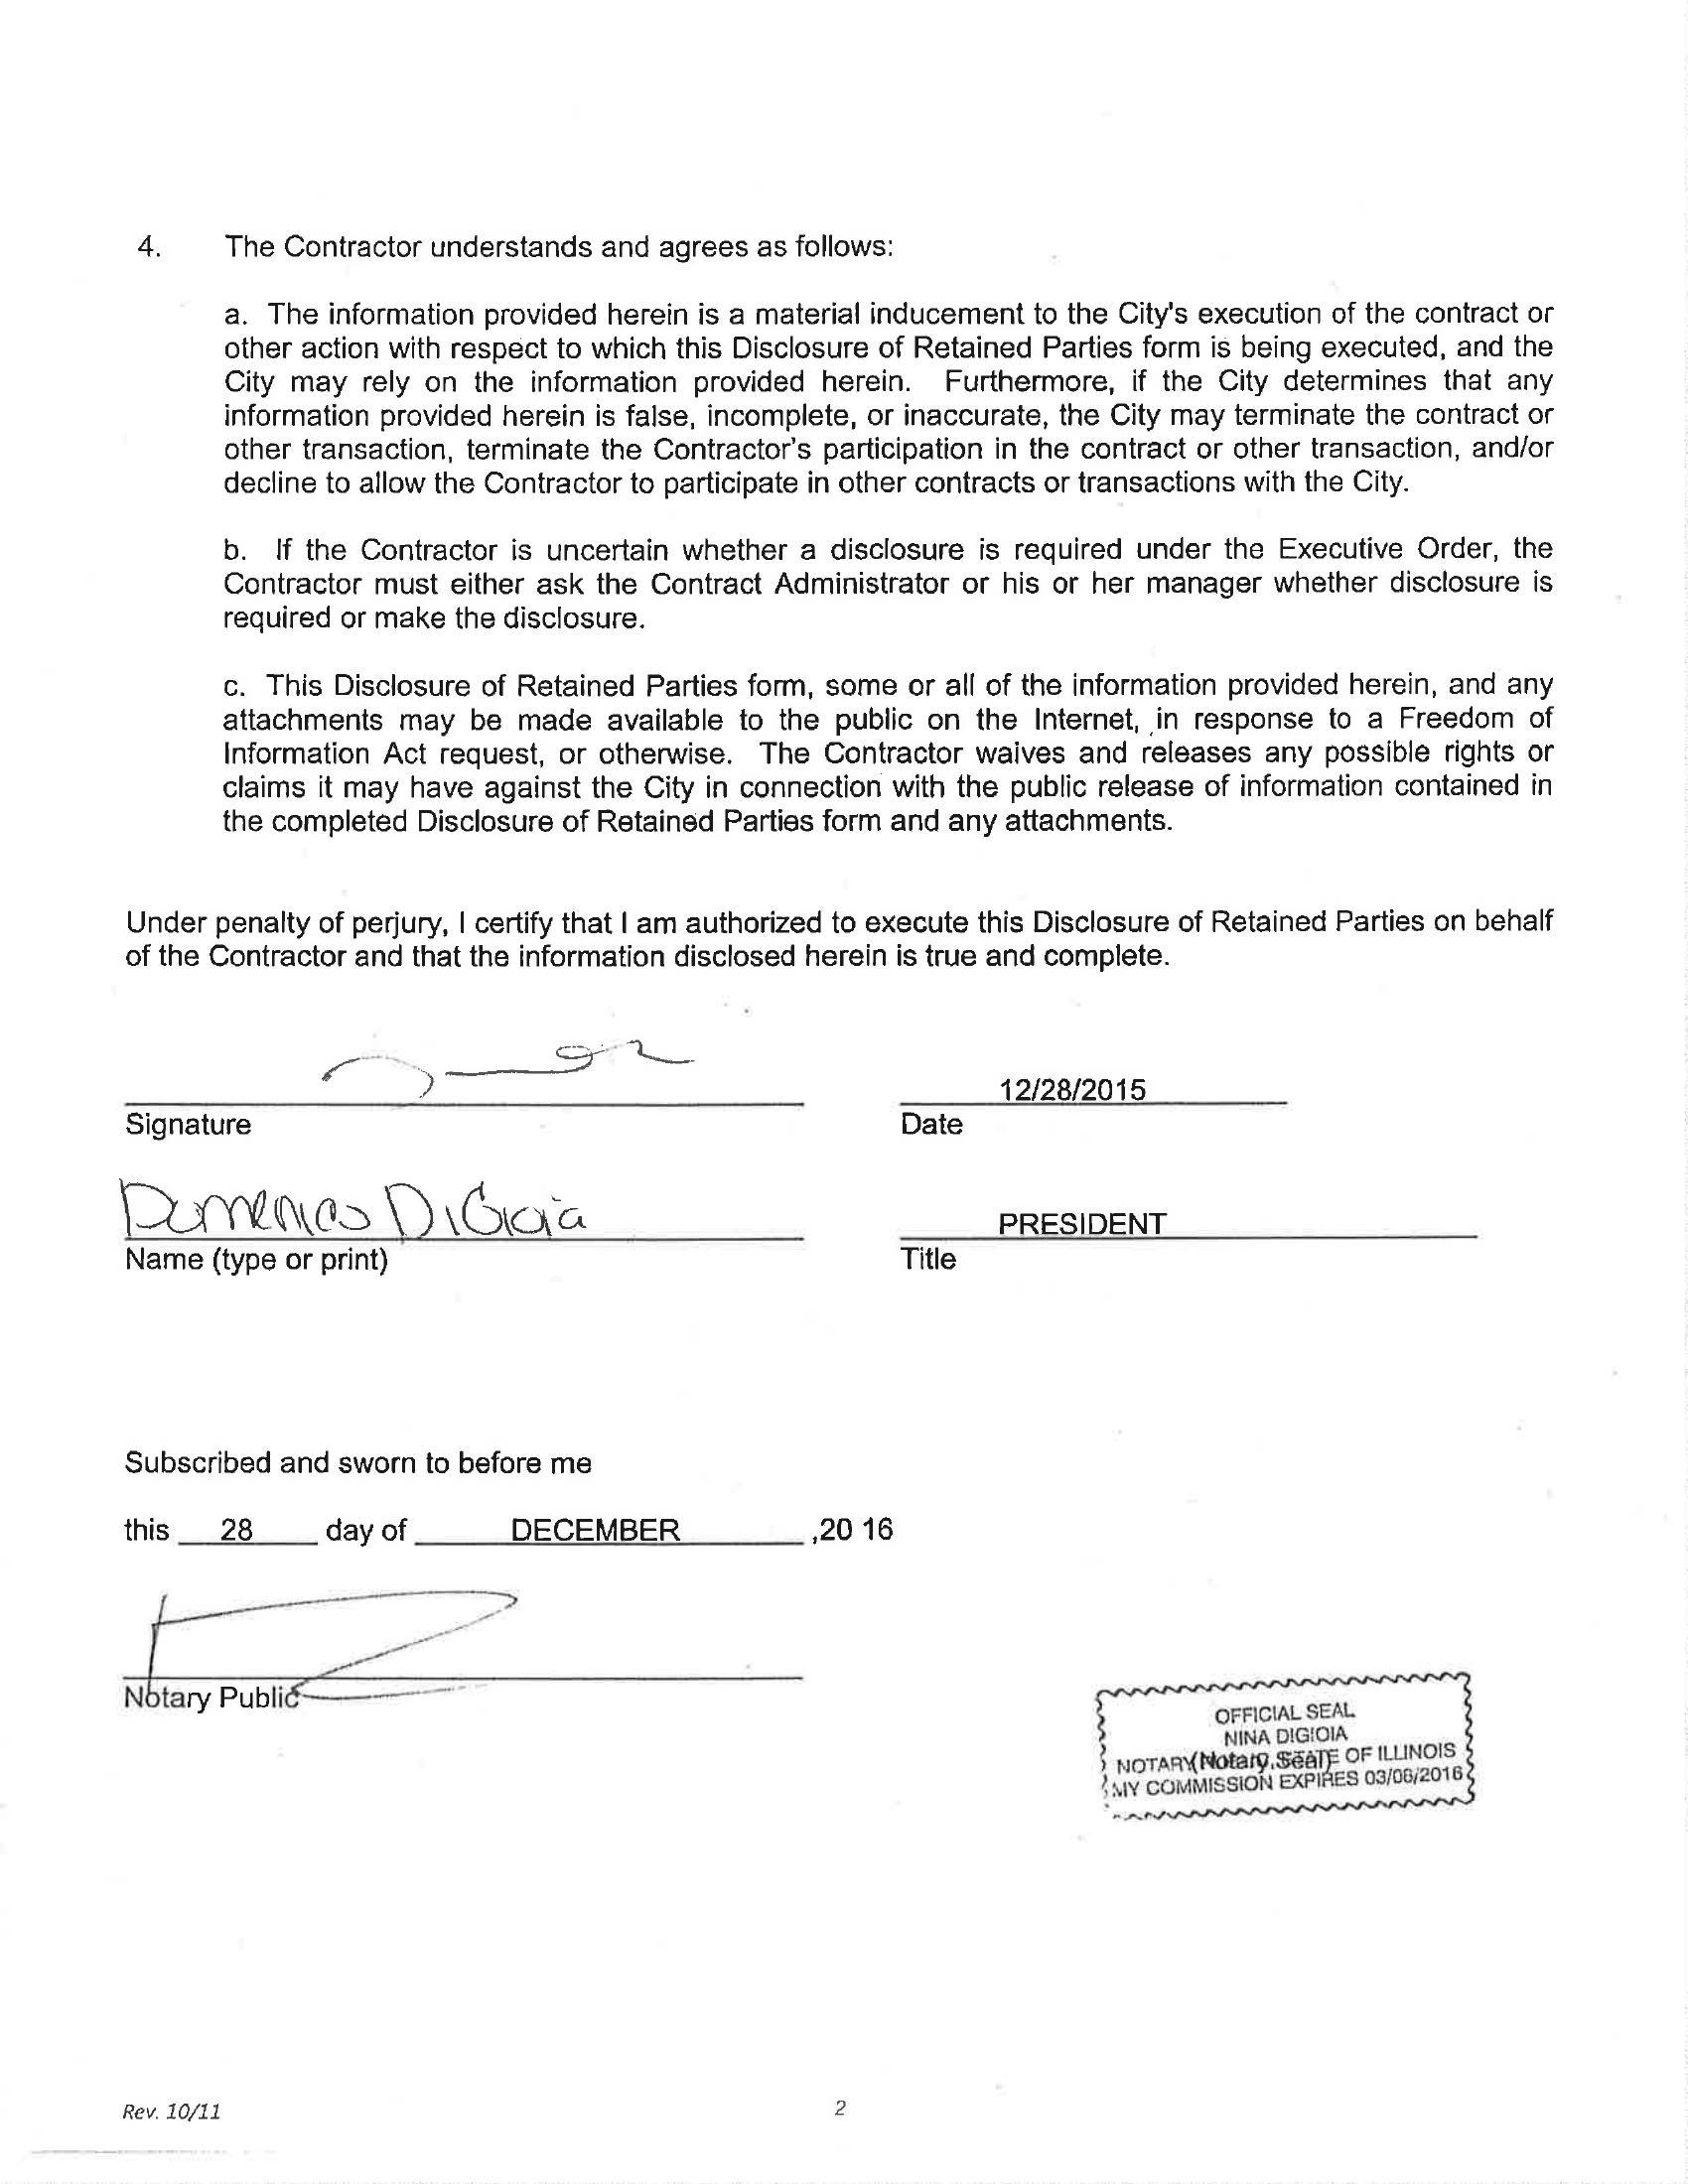 4. The Contractor understands and agrees as follows:
a. The information provided herein is a material inducement to the City's execution of the contract or
other action with respect to which this Disclosure of Retained Parties form is being executed, and the
City may rely on the information provided herein. Furthermore, if the City determines that any
information provided herein is false, incomplete, or inaccurate, the City may terminate the contract or
other transaction, terminate the Contractor's participation in the contract or other transaction, and/or
decline to allow the Contractor to participate in other contracts or transactions with the City.
b. If the Contractor is uncertain whether a disclosure is required under the Executive Order, the
Contractor must either ask the Contract Administrator or his or her manager whether disclosure is
required or make the disclosure.
c. This Disclosure of Retained Parties form, some or all of the information provided herein, and any
attachments may be made available to the public on the Internet, in response to a Freedom of
Information Act request, or otherwise. The Contractor waives and releases any possible rights or
claims it may have against the City in connection with the public release of information contained in
the completed Disclosure of Retained Parties form and any attachments.
Under penalty of perjury, I certify that I am authorized to execute this Disclosure of Retained Parties on behalf
of the Contractor and that the information disclosed herein is true and complete.
12/28/2015
Signature Date
Domenico DiGioia PRESIDENT
Name (type or print) Title
Subscribed and sworn to before me
this 28 day of DECEMBER ,20 16
Notary Public
OFFICIAL SEAL
NINA DIGIOIA
NOTARY (Notary Seal) STATE OF ILLINOIS
MY COMMISSION EXPIRES 03/06/2016
Rev. 10/11 2